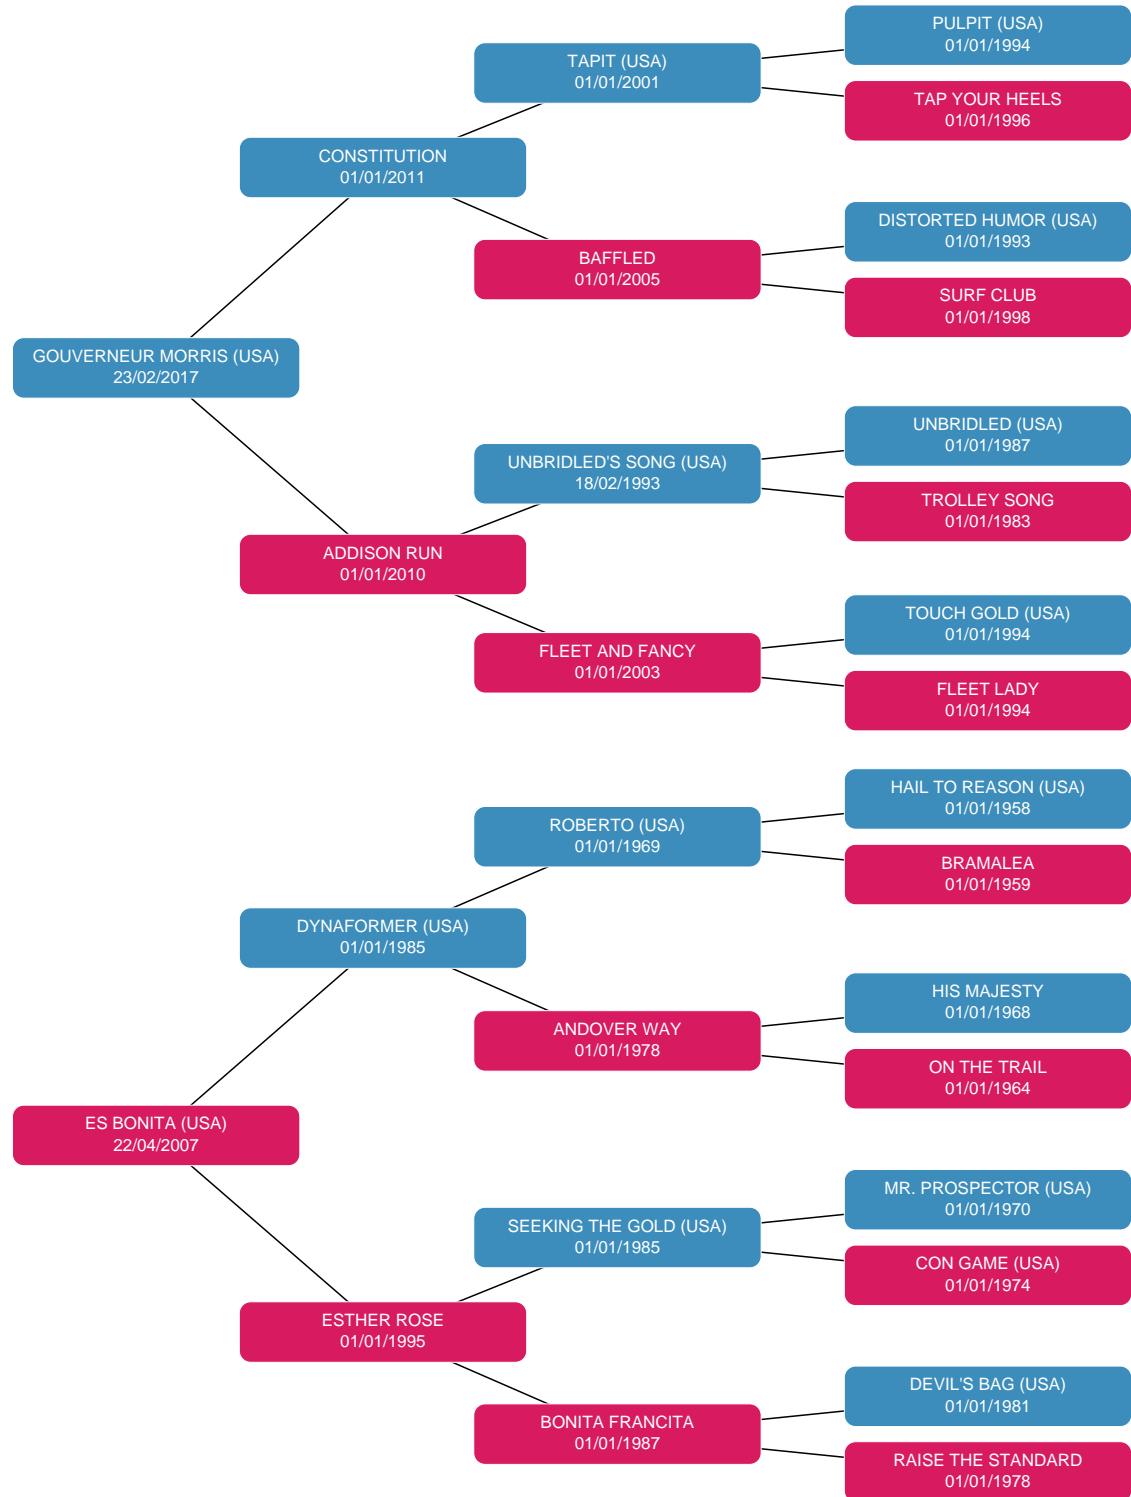 PULPIT (USA)
01/01/1994
TAPIT (USA)
01/01/2001
TAP YOUR HEELS
01/01/1996
CONSTITUTION
01/01/2011
DISTORTED HUMOR (USA)
01/01/1993
BAFFLED
01/01/2005
SURF CLUB
01/01/1998
GOUVERNEUR MORRIS (USA)
23/02/2017
UNBRIDLED (USA)
01/01/1987
UNBRIDLED'S SONG (USA)
18/02/1993
TROLLEY SONG
01/01/1983
ADDISON RUN
01/01/2010
TOUCH GOLD (USA)
01/01/1994
FLEET AND FANCY
01/01/2003
FLEET LADY
01/01/1994
HAIL TO REASON (USA)
01/01/1958
ROBERTO (USA)
01/01/1969
BRAMALEA
01/01/1959
DYNAFORMER (USA)
01/01/1985
HIS MAJESTY
01/01/1968
ANDOVER WAY
01/01/1978
ON THE TRAIL
01/01/1964
ES BONITA (USA)
22/04/2007
MR. PROSPECTOR (USA)
01/01/1970
SEEKING THE GOLD (USA)
01/01/1985
CON GAME (USA)
01/01/1974
ESTHER ROSE
01/01/1995
DEVIL'S BAG (USA)
01/01/1981
BONITA FRANCITA
01/01/1987
RAISE THE STANDARD
01/01/1978